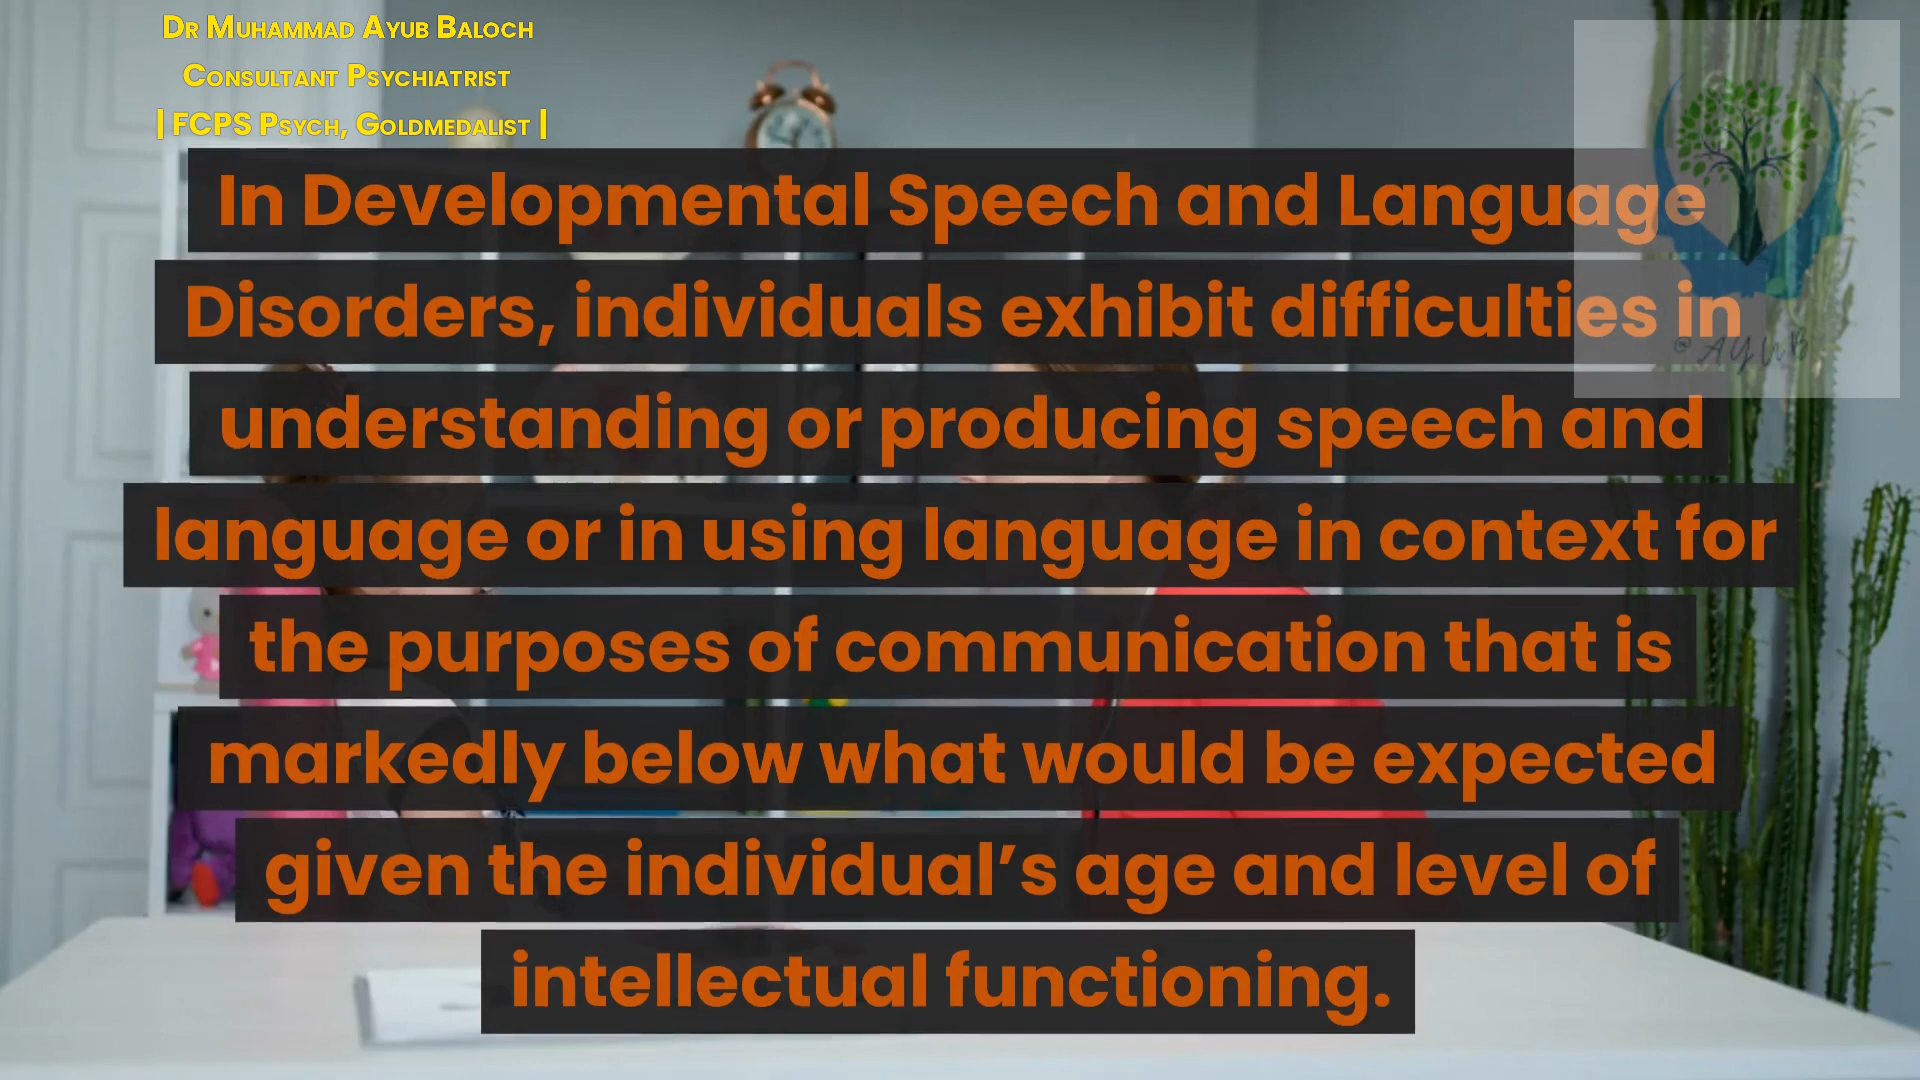 Dr Muhammad Ayub Baloch
Consultant Psychiatrist
| FCPS Psych, Goldmedalist |
In Developmental Speech and Language
Disorders, individuals exhibit difficulties in
understanding or producing speech and
language or in using language in context for
the purposes of communication that is
markedly below what would be expected
given the individual’s age and level of
intellectual functioning.
@AYUB